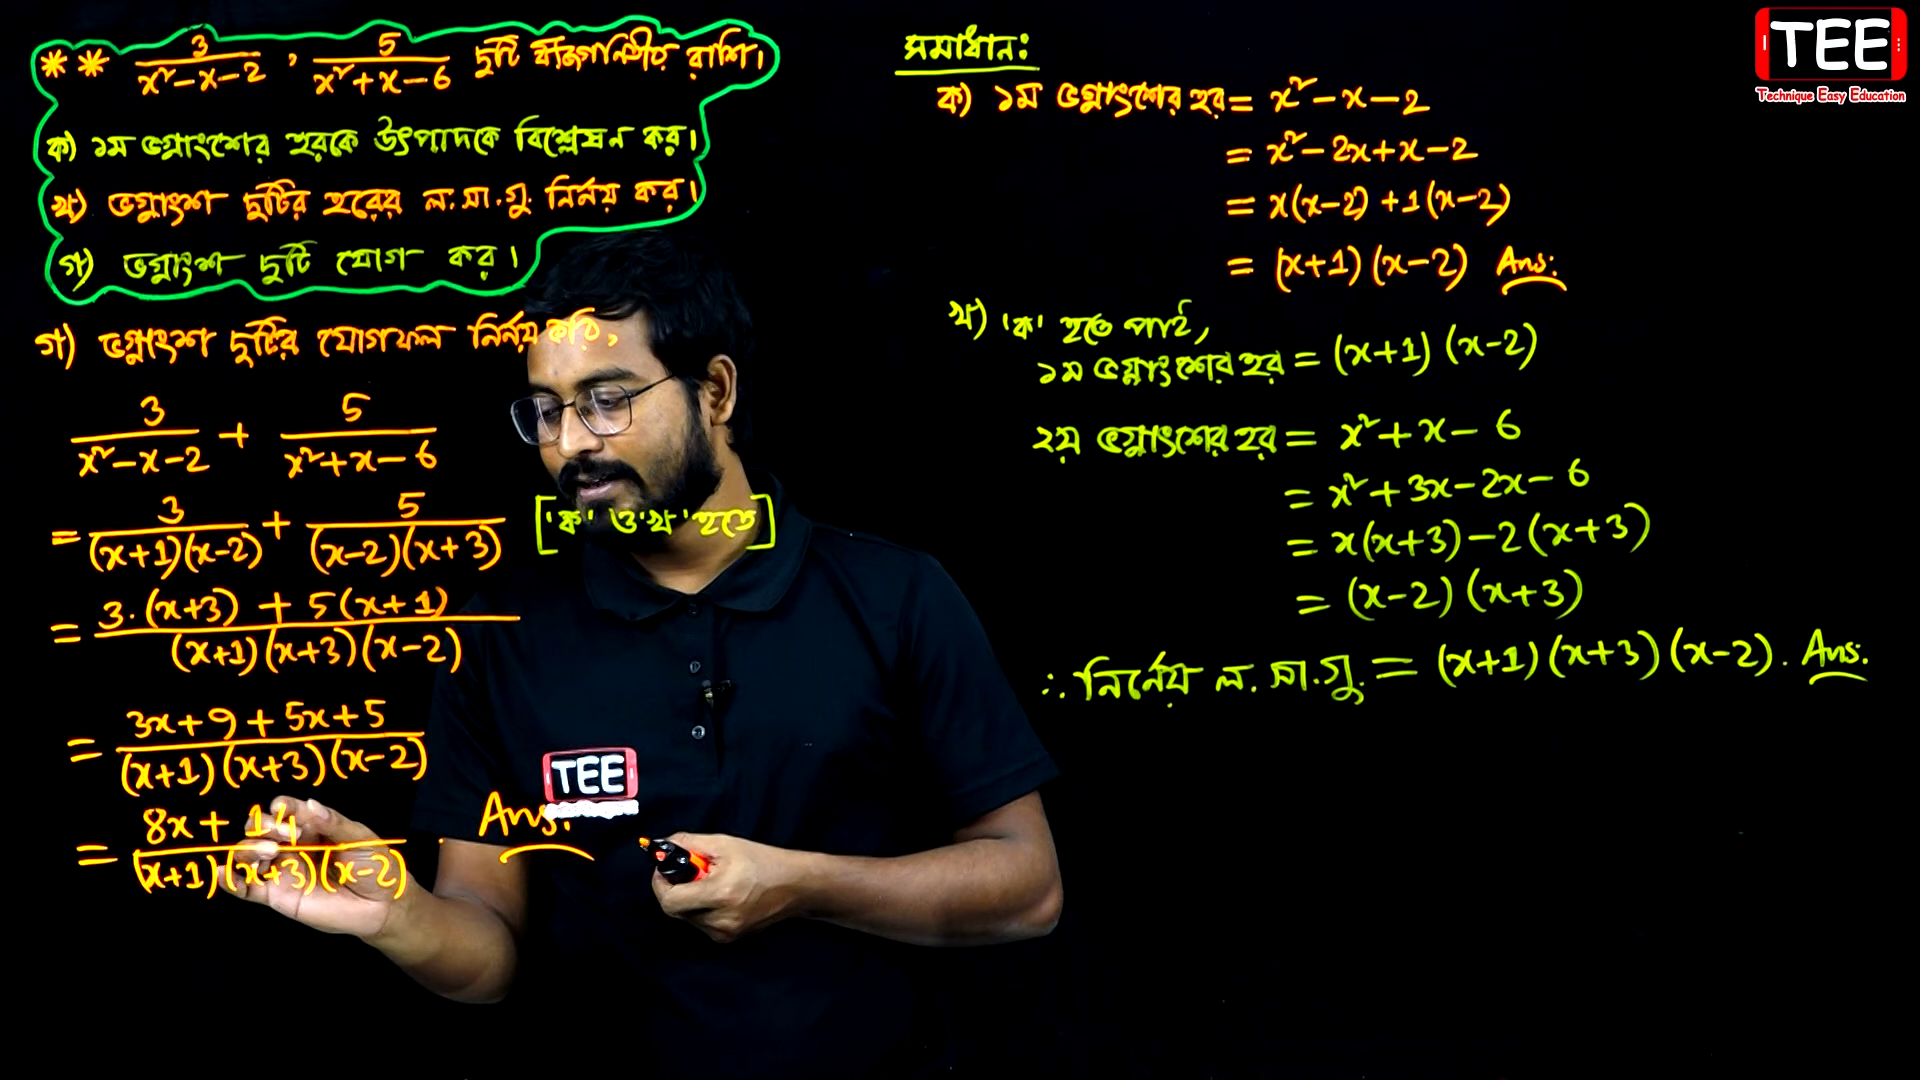 ** 3/(x²-x-2) , 5/(x²+x-6) দুটি বীজগানিতীয় রাশি।
ক) ১ম ভগ্নাংশের হরকে উৎপাদকে বিশ্লেষন কর।
খ) ভগ্নাংশ দুটির হরের ল.সা.গু. নির্নয় কর।
গ) ভগ্নাংশ দুটি যোগ কর।
গ) ভগ্নাংশ দুটির যোগফল নির্নয় করি,
3/(x²-x-2) + 5/(x²+x-6)
= 3/((x+1)(x-2)) + 5/((x-2)(x+3)) ['ক' ও 'খ' হতে]
= (3.(x+3) + 5(x+1))/((x+1)(x+3)(x-2))
= (3x+9+5x+5)/((x+1)(x+3)(x-2))
= (8x+14)/((x+1)(x+3)(x-2)) . Ans:
সমাধান:
ক) ১ম ভগ্নাংশের হর = x²-x-2
= x²-2x+x-2
= x(x-2)+1(x-2)
= (x+1)(x-2) Ans:
খ) 'ক' হতে পাই,
১ম ভগ্নাংশের হর = (x+1)(x-2)
২য় ভগ্নাংশের হর = x²+x-6
= x²+3x-2x-6
= x(x+3)-2(x+3)
= (x-2)(x+3)
∴ নির্নেয় ল.সা.গু. = (x+1)(x+3)(x-2). Ans.
TEE
Technique Easy Education
TEE